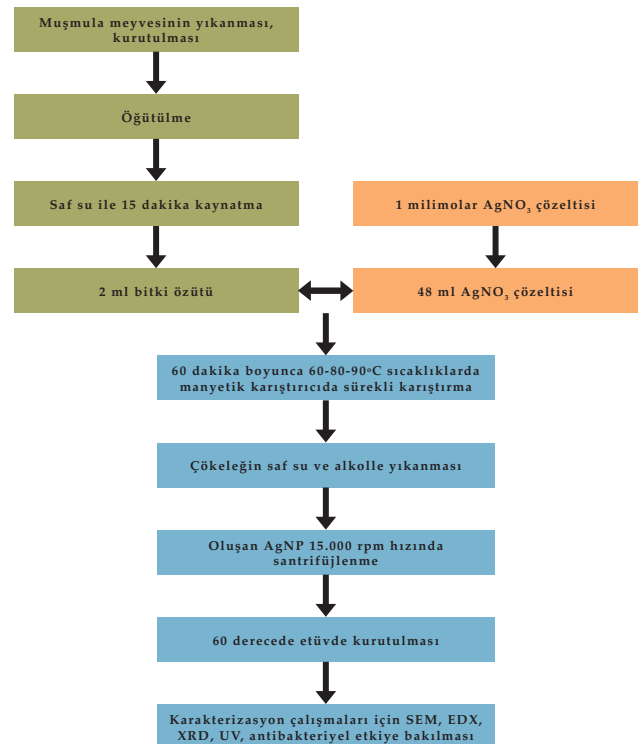 Muşmula meyvesinin yıkanması,
kurutulması
Öğütülme
Saf su ile 15 dakika kaynatma
1 milimolar AgNO₃ çözeltisi
2 ml bitki özütü
48 ml AgNO₃ çözeltisi
60 dakika boyunca 60-80-90°C sıcaklıklarda
manyetik karıştırıcıda sürekli karıştırma
Çökeleğin saf su ve alkolle yıkanması
Oluşan AgNP 15.000 rpm hızında
santrifüjlenme
60 derecede etüvde kurutulması
Karakterizasyon çalışmaları için SEM, EDX,
XRD, UV, antibakteriyel etkiye bakılması